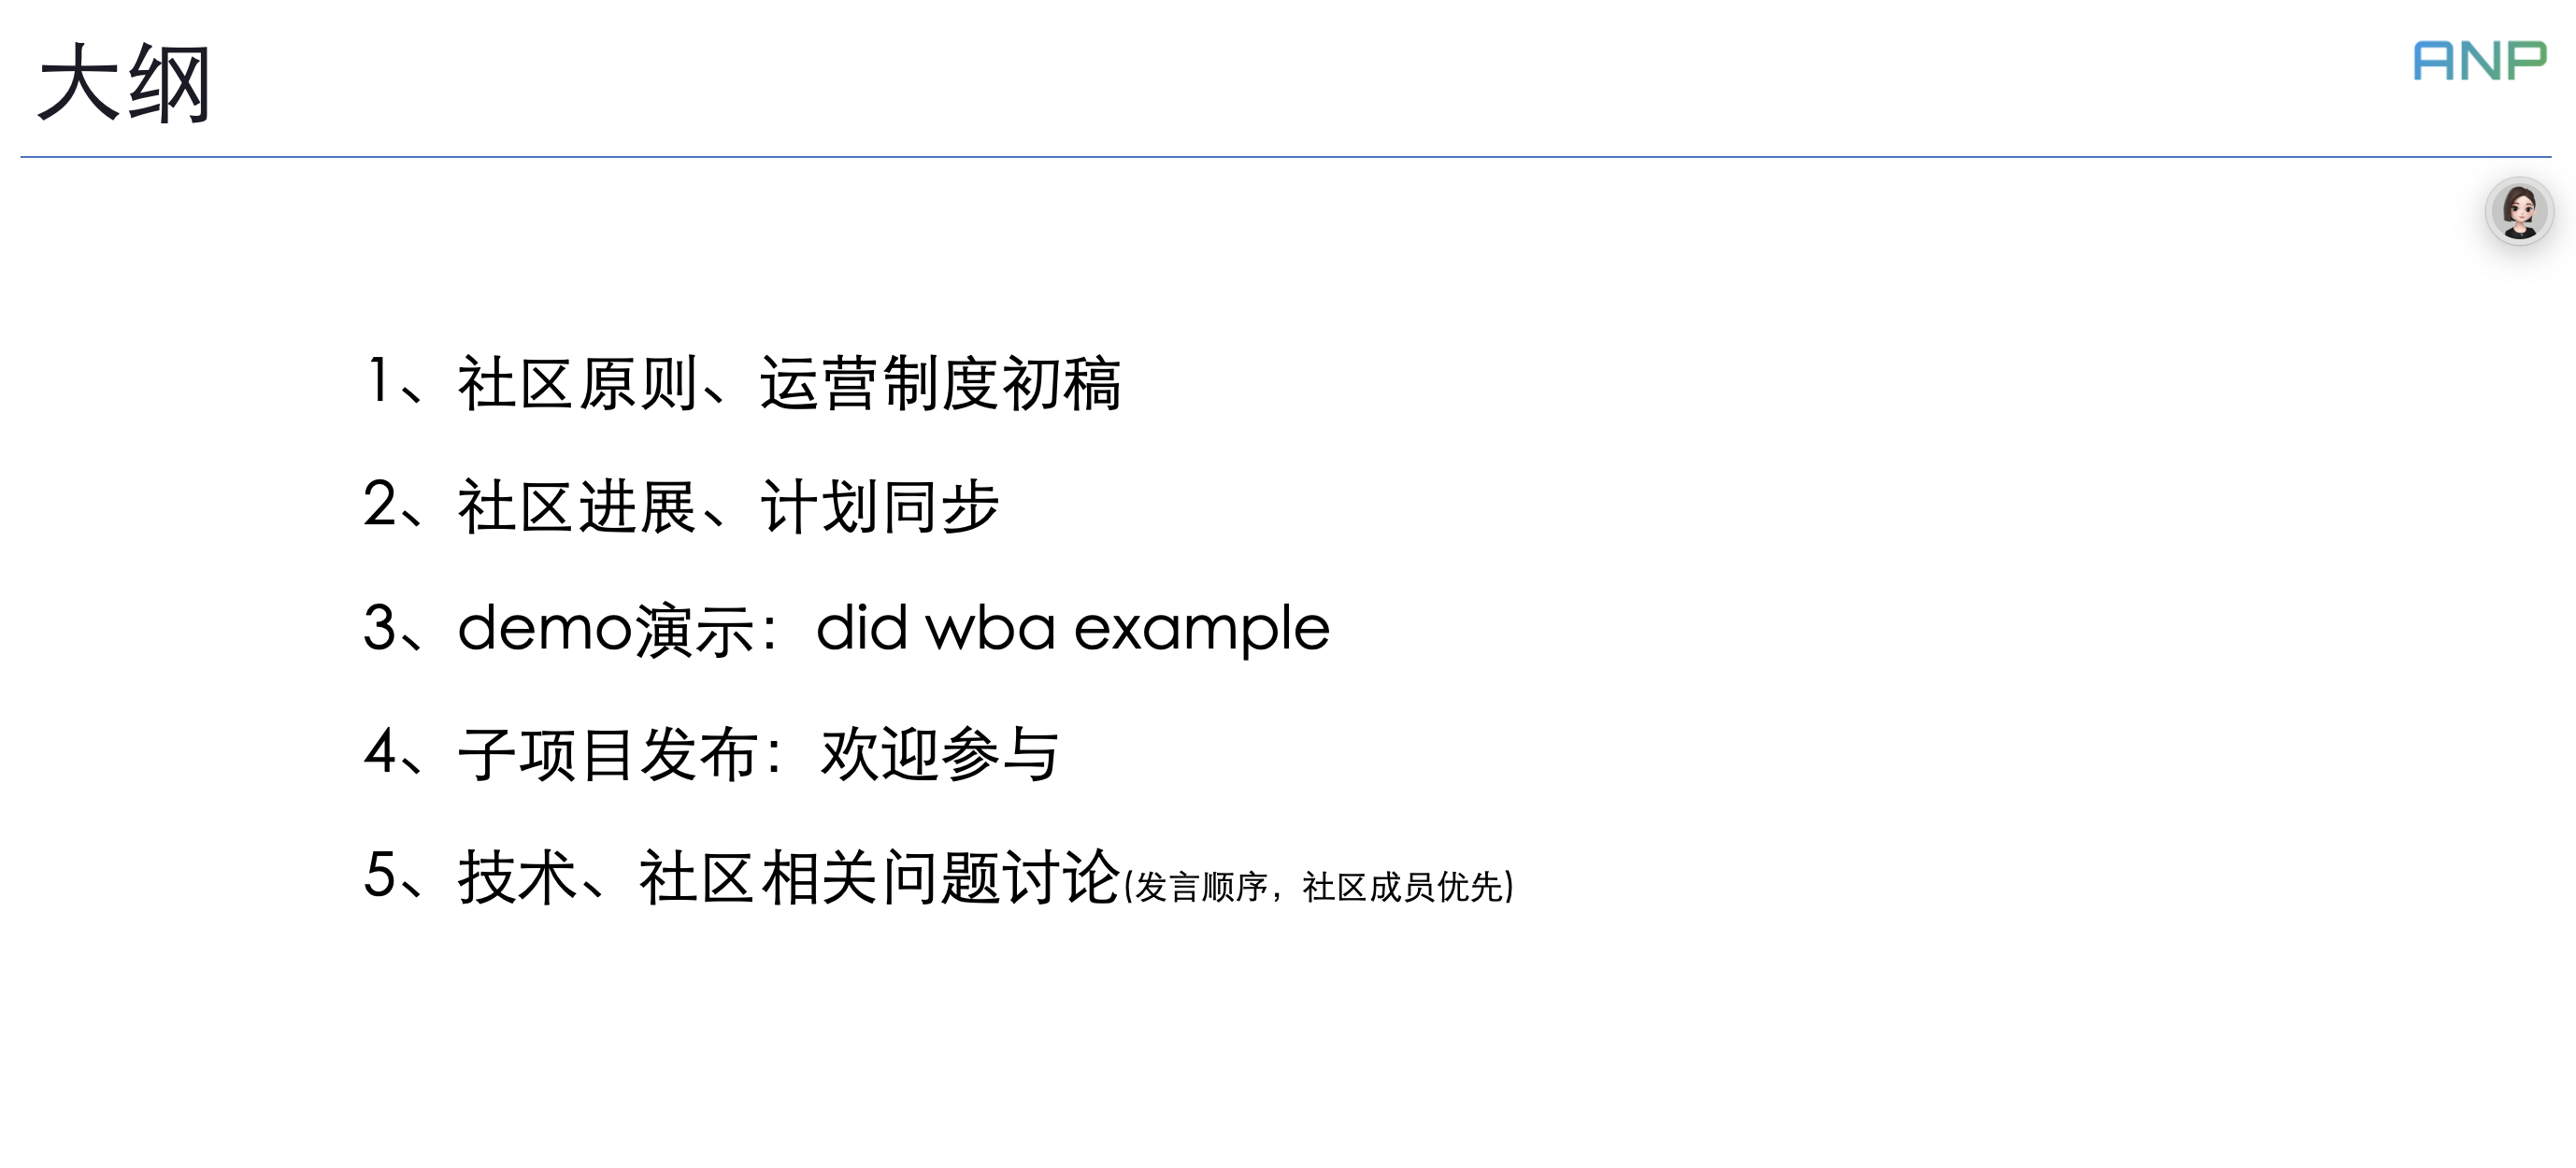 大纲
ANP
1、社区原则、运营制度初稿
2、社区进展、计划同步
3、demo演示：did wba example
4、子项目发布：欢迎参与
5、技术、社区相关问题讨论(发言顺序，社区成员优先)